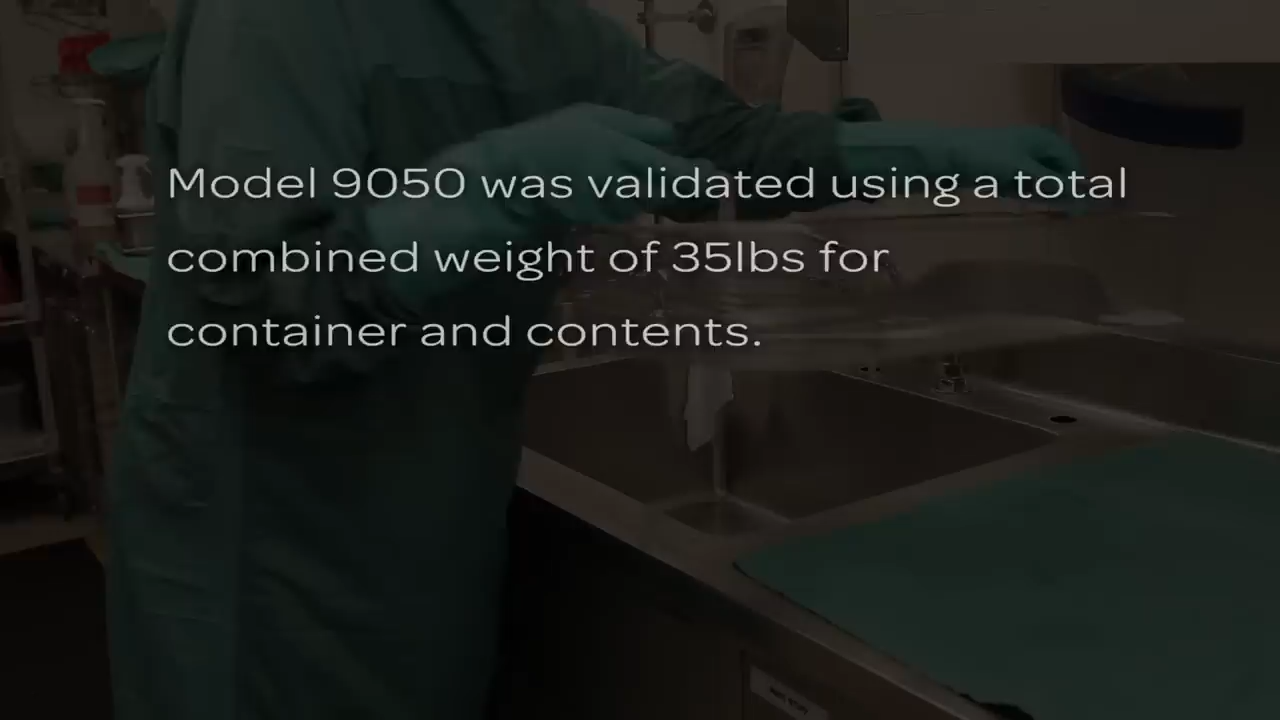 Model 9050 was validated using a total
combined weight of 35lbs for
container and contents.